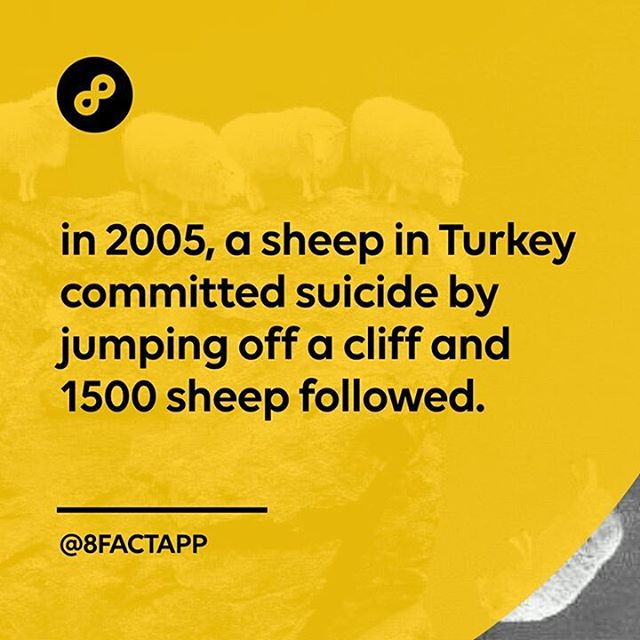 in 2005, a sheep in Turkey
committed suicide by
jumping off a cliff and
1500 sheep followed.
@8FACTAPP